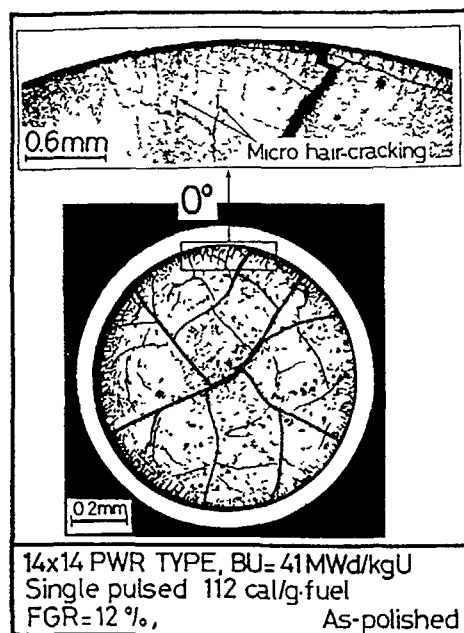 0.6mm
Micro hair-cracking
0°
0.2mm
14x14 PWR TYPE, BU=41MWd/kgU
Single pulsed 112 cal/g·fuel
FGR=12%, As-polished